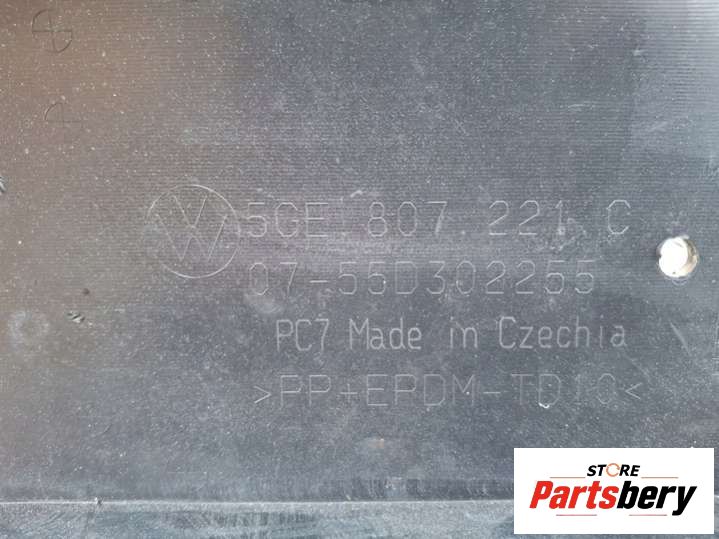 5GE.807.221 C
07-55D302255
PC7 Made in Czechia
>PP+EPDM-TD10<
STORE
Partsbery